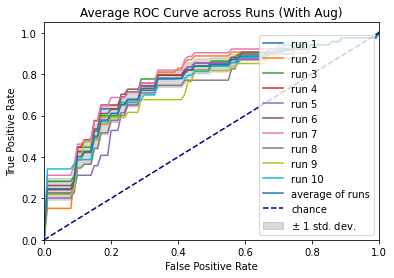 Average ROC Curve across Runs (With Aug)
True Positive Rate
1.0
0.8
0.6
0.4
0.2
0.0
run 1
run 2
run 3
run 4
run 5
run 6
run 7
run 8
run 9
run 10
average of runs
chance
± 1 std. dev.
0.0 0.2 0.4 0.6 0.8 1.0
False Positive Rate